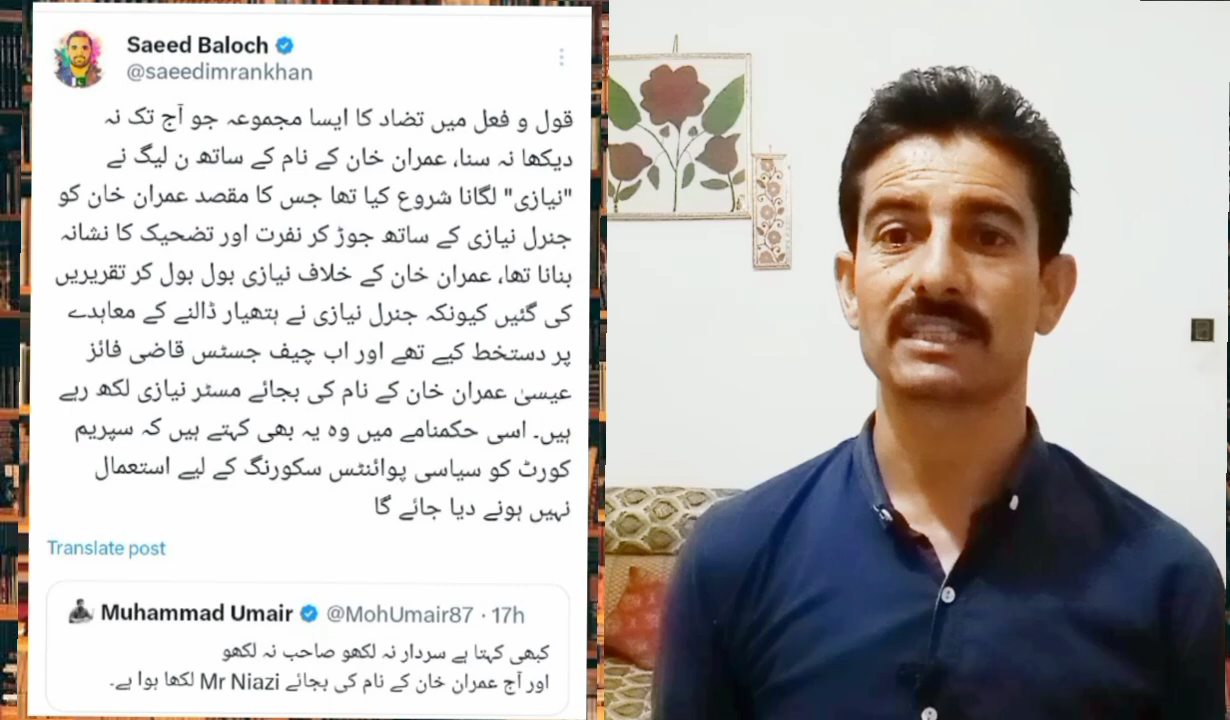 Saeed Baloch
@saeedimrankhan
قول و فعل میں تضاد کا ایسا مجموعہ جو آج تک نہ
دیکھا نہ سنا، عمران خان کے نام کے ساتھ ن لیگ نے
"نیازی" لگانا شروع کیا تھا جس کا مقصد عمران خان کو
جنرل نیازی کے ساتھ جوڑ کر نفرت اور تضحیک کا نشانہ
بنانا تھا، عمران خان کے خلاف نیازی بول بول کر تقریریں
کی گئیں کیونکہ جنرل نیازی نے ہتھیار ڈالنے کے معاہدے
پر دستخط کیے تھے اور اب چیف جسٹس قاضی فائز
عیسیٰ عمران خان کے نام کی بجائے مسٹر نیازی لکھ رہے
ہیں۔ اسی حکمنامے میں وہ یہ بھی کہتے ہیں کہ سپریم
کورٹ کو سیاسی پوائنٹس سکورنگ کے لیے استعمال
نہیں ہونے دیا جائے گا
Translate post
Muhammad Umair @MohUmair87 · 17h
کبھی کہتا ہے سردار نہ لکھو صاحب نہ لکھو
اور آج عمران خان کے نام کی بجائے Mr Niazi لکھا ہوا ہے۔